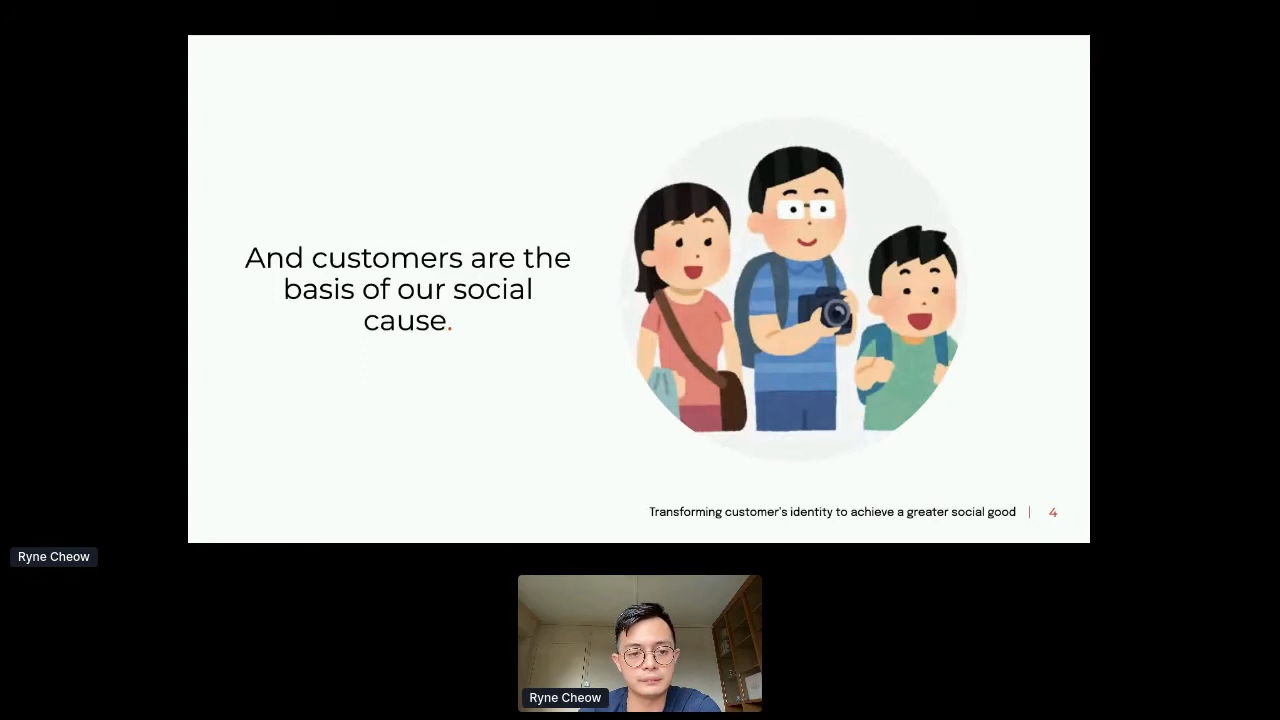 And customers are the
basis of our social
cause.
Transforming customer's identity to achieve a greater social good | 4
Ryne Cheow
Ryne Cheow